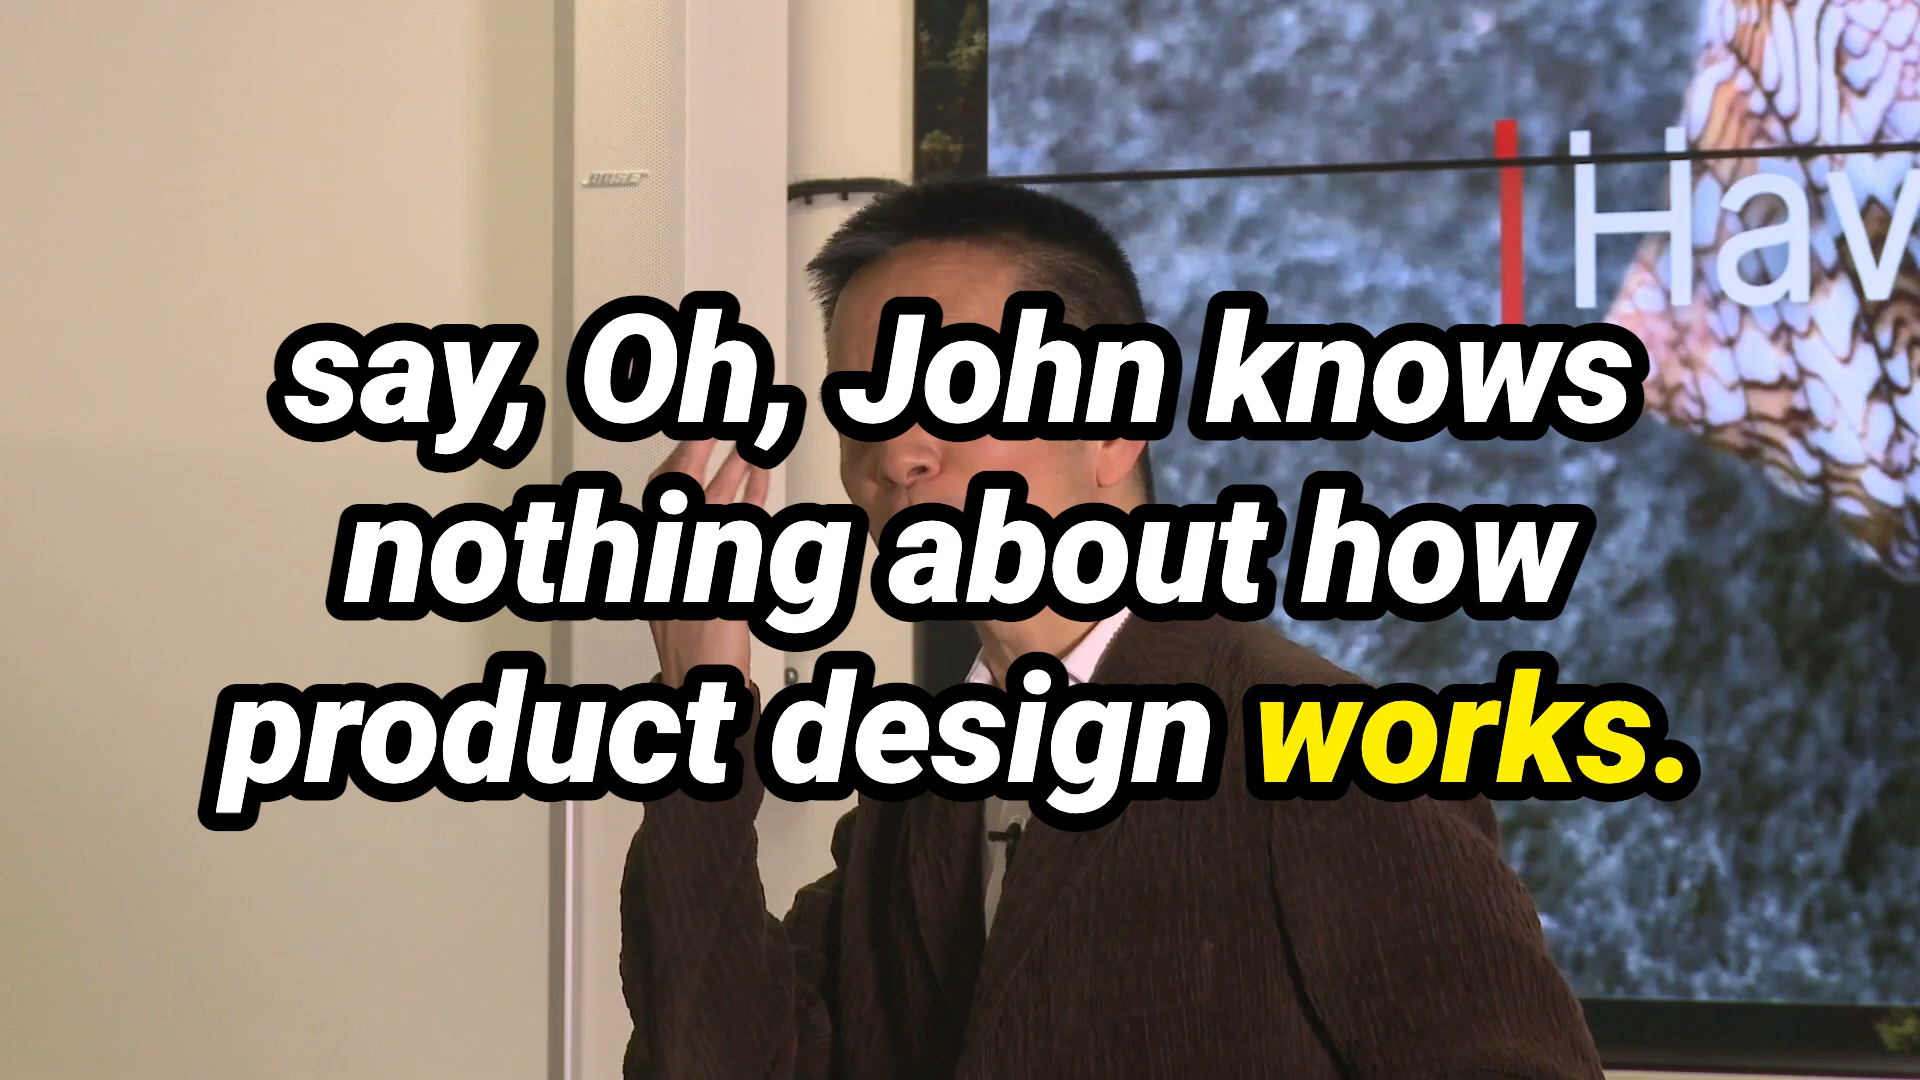 BOSE
Hav
say, Oh, John knows
nothing about how
product design works.